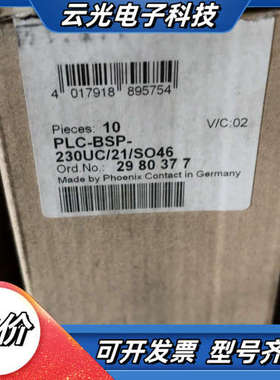 云光电子科技
4 017918 895754
Pieces: 10
V/C:02
PLC-BSP-
230UC/21/SO46
Ord.No.: 29 80 37 7
Made by Phoenix Contact in Germany
价
可开发票 型号齐